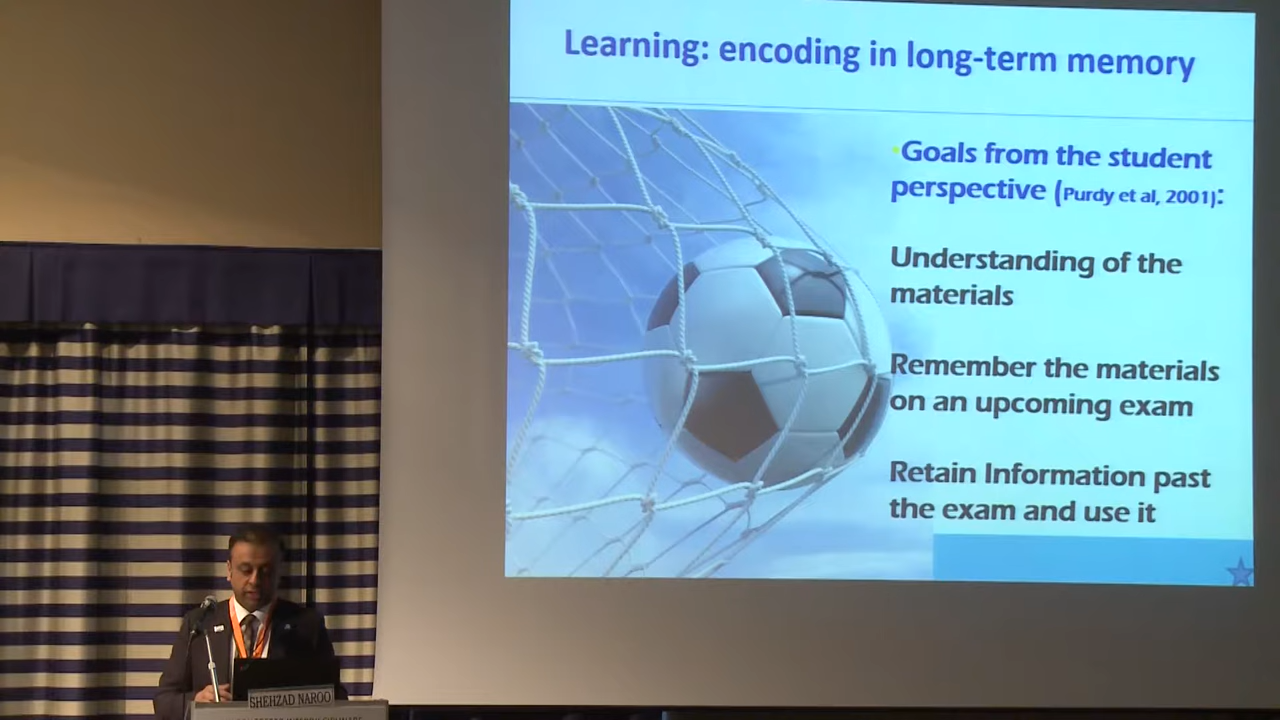 Learning: encoding in long-term memory
•Goals from the student
perspective (Purdy et al, 2001):
Understanding of the
materials
Remember the materials
on an upcoming exam
Retain Information past
the exam and use it
SHEHZAD NAROO